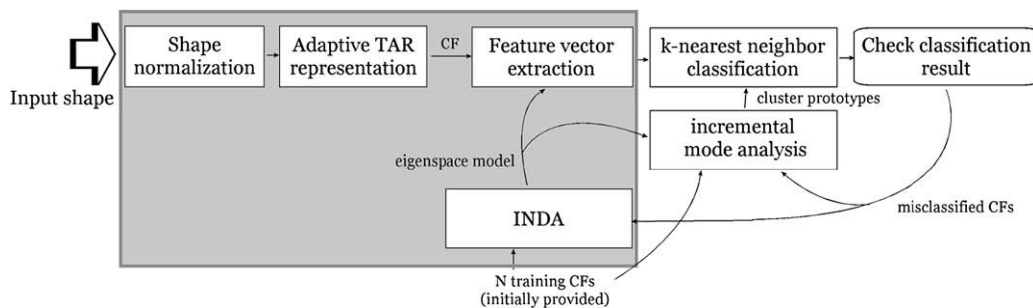 Input shape
Shape
normalization
Adaptive TAR
representation
CF
Feature vector
extraction
k-nearest neighbor
classification
Check classification
result
cluster prototypes
incremental
mode analysis
eigenspace model
misclassified CFs
INDA
N training CFs
(initially provided)